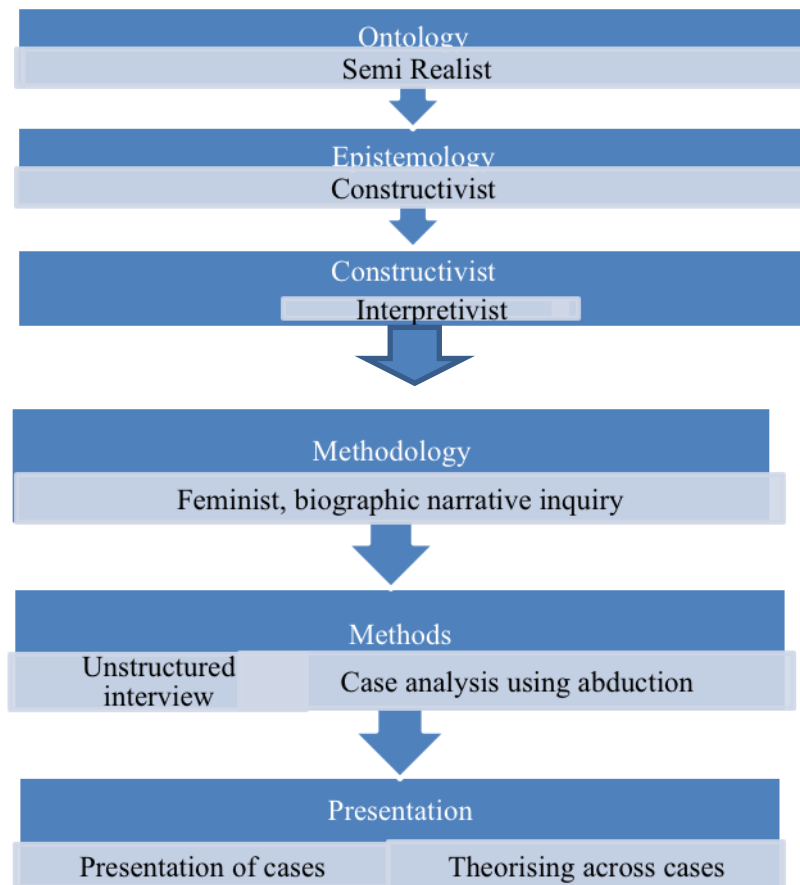 Ontology
Semi Realist
Epistemology
Constructivist
Constructivist
Interpretivist
Methodology
Feminist, biographic narrative inquiry
Methods
Unstructured
interview
Case analysis using abduction
Presentation
Presentation of cases
Theorising across cases